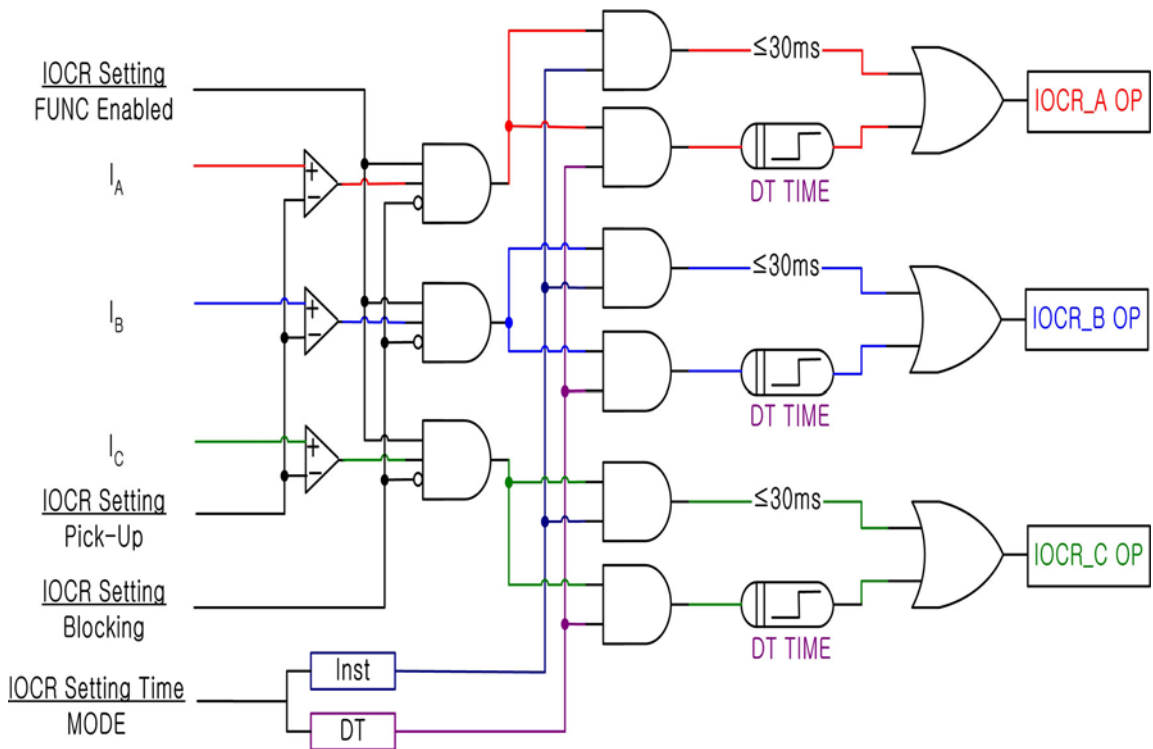 IOCR Setting
FUNC Enabled
I_A
I_B
I_C
IOCR Setting
Pick-Up
IOCR Setting
Blocking
IOCR Setting Time
MODE
Inst
DT
+
−
+
−
+
−
≤30ms
DT TIME
≤30ms
DT TIME
≤30ms
DT TIME
IOCR_A OP
IOCR_B OP
IOCR_C OP